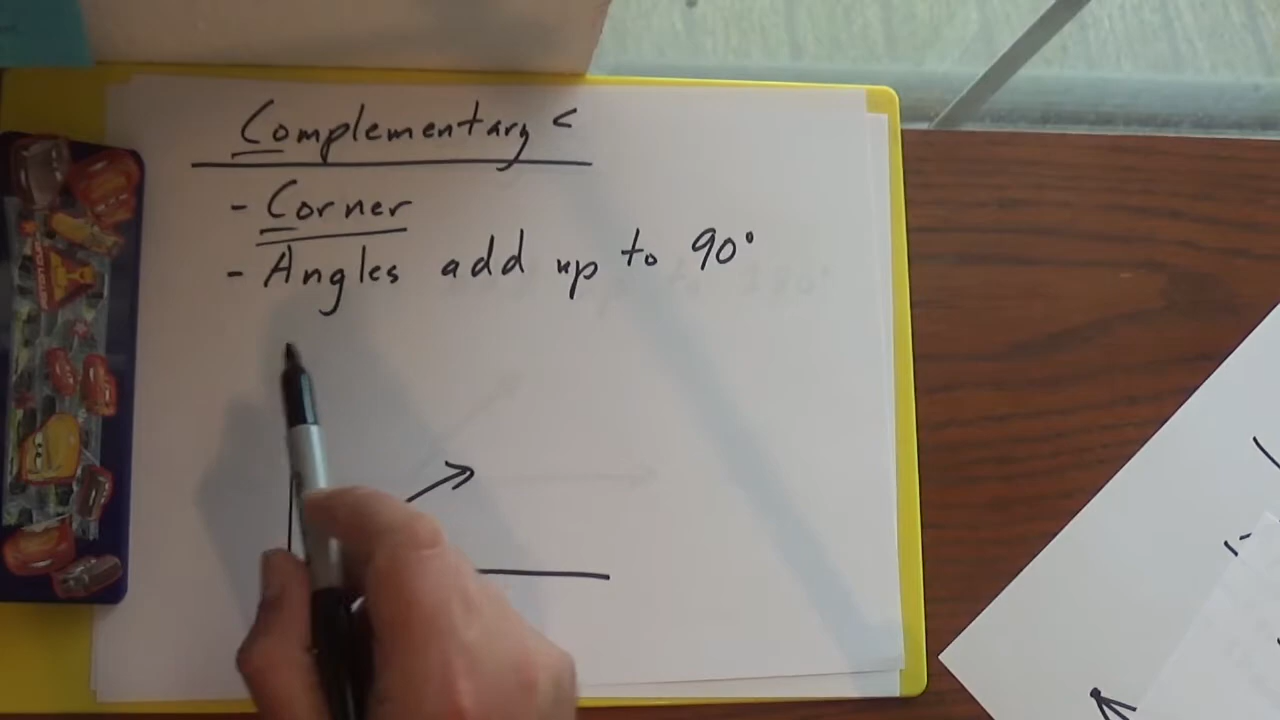 Complementary <
- Corner
- Angles add up to 90°